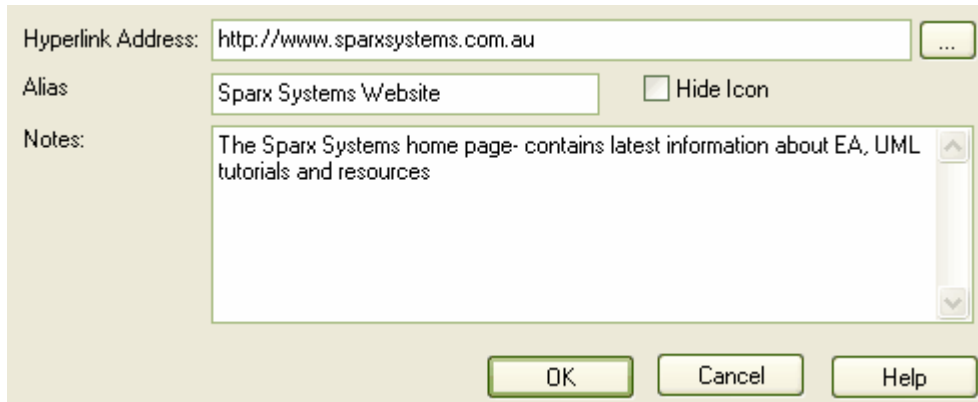 Hyperlink Address: http://www.sparxsystems.com.au ...
Alias Sparx Systems Website Hide Icon
Notes: The Sparx Systems home page- contains latest information about EA, UML
tutorials and resources
OK Cancel Help